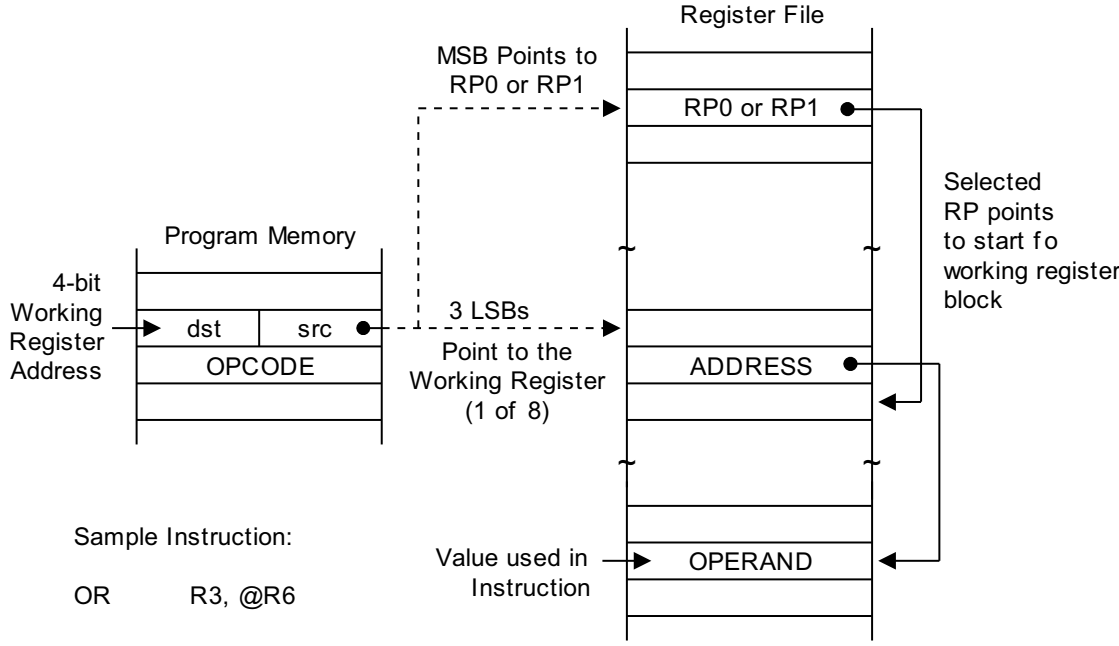 Register File
MSB Points to
RP0 or RP1
RP0 or RP1
Selected
RP points
to start fo
working register
block
Program Memory
4-bit
Working
Register
Address
dst
src
OPCODE
3 LSBs
Point to the
Working Register
(1 of 8)
ADDRESS
~ ~
~ ~
Sample Instruction:
OR R3, @R6
Value used in
Instruction
OPERAND